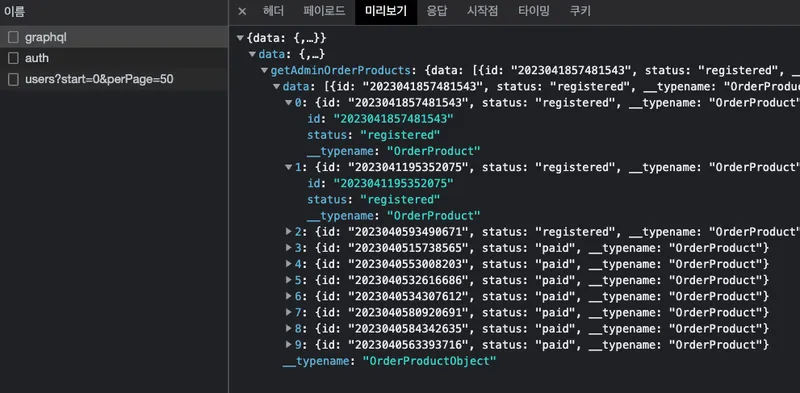 이름
graphql
auth
users?start=0&perPage=50
× 헤더 페이로드 미리보기 응답 시작점 타이밍 쿠키
▼{data: {,…}}
▼data: {,…}
▼getAdminOrderProducts: {data: [{id: "2023041857481543", status: "registered", __typename: "OrderProduct
▼data: [{id: "2023041857481543", status: "registered", __typename: "OrderProduct
▼0: {id: "2023041857481543", status: "registered", __typename: "OrderProduct"
id: "2023041857481543"
status: "registered"
__typename: "OrderProduct"
▼1: {id: "2023041195352075", status: "registered", __typename: "OrderProduct"
id: "2023041195352075"
status: "registered"
__typename: "OrderProduct"
▶2: {id: "2023040593490671", status: "registered", __typename: "OrderProduct"
▶3: {id: "2023040515738565", status: "paid", __typename: "OrderProduct"}
▶4: {id: "2023040553008203", status: "paid", __typename: "OrderProduct"}
▶5: {id: "2023040532616686", status: "paid", __typename: "OrderProduct"}
▶6: {id: "2023040534307612", status: "paid", __typename: "OrderProduct"}
▶7: {id: "2023040580920691", status: "paid", __typename: "OrderProduct"}
▶8: {id: "2023040584342635", status: "paid", __typename: "OrderProduct"}
▶9: {id: "2023040563393716", status: "paid", __typename: "OrderProduct"}
__typename: "OrderProductObject"